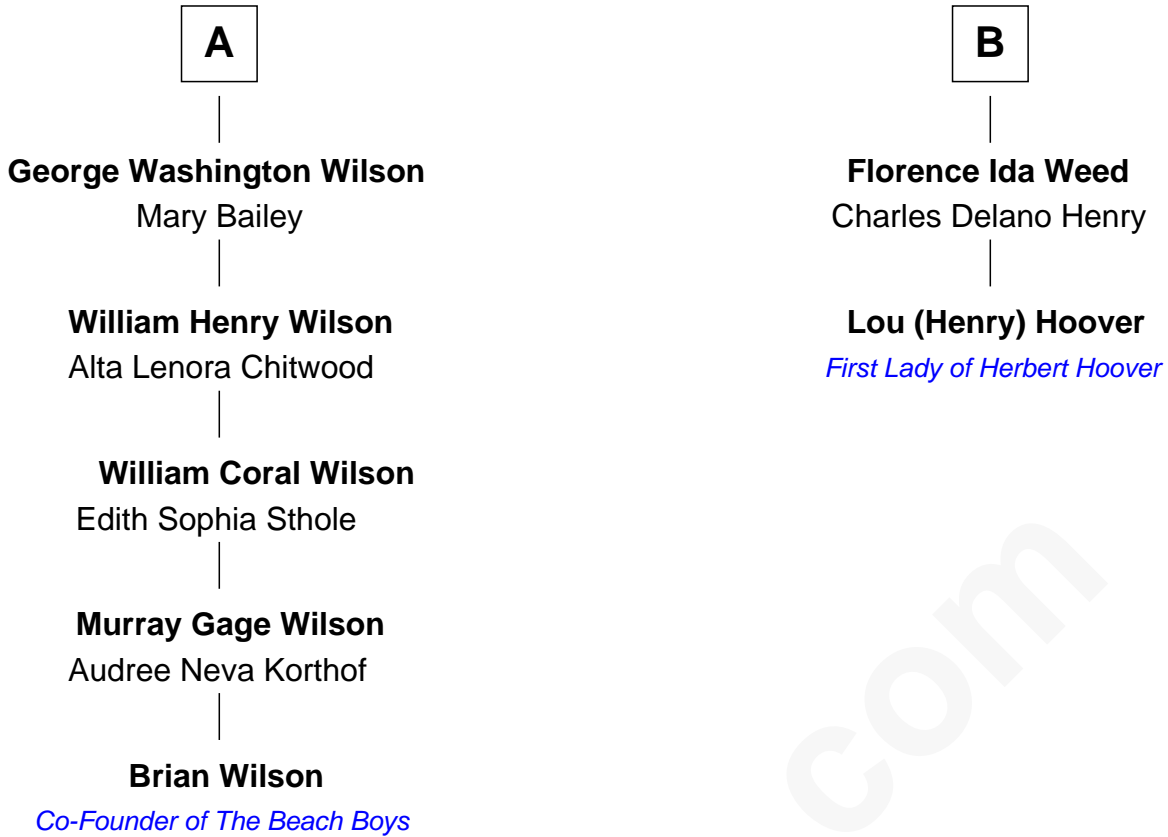 A
George Washington Wilson
Mary Bailey
William Henry Wilson
Alta Lenora Chitwood
William Coral Wilson
Edith Sophia Sthole
Murray Gage Wilson
Audree Neva Korthof
Brian Wilson
Co-Founder of The Beach Boys
B
Florence Ida Weed
Charles Delano Henry
Lou (Henry) Hoover
First Lady of Herbert Hoover
com